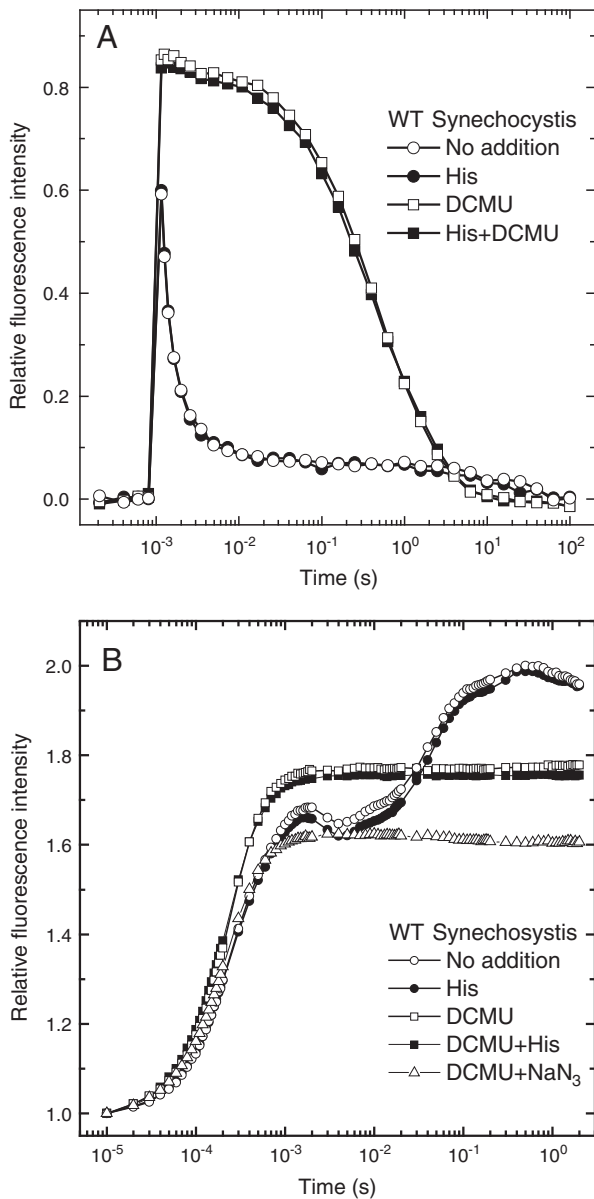 A
Relative fluorescence intensity
0.8
0.6
0.4
0.2
0.0
WT Synechocystis
No addition
His
DCMU
His+DCMU
10⁻³ 10⁻² 10⁻¹ 10⁰ 10¹ 10²
Time (s)
B
Relative fluorescence intensity
2.0
1.8
1.6
1.4
1.2
1.0
WT Synechosystis
No addition
His
DCMU
DCMU+His
DCMU+NaN₃
10⁻⁵ 10⁻⁴ 10⁻³ 10⁻² 10⁻¹ 10⁰
Time (s)